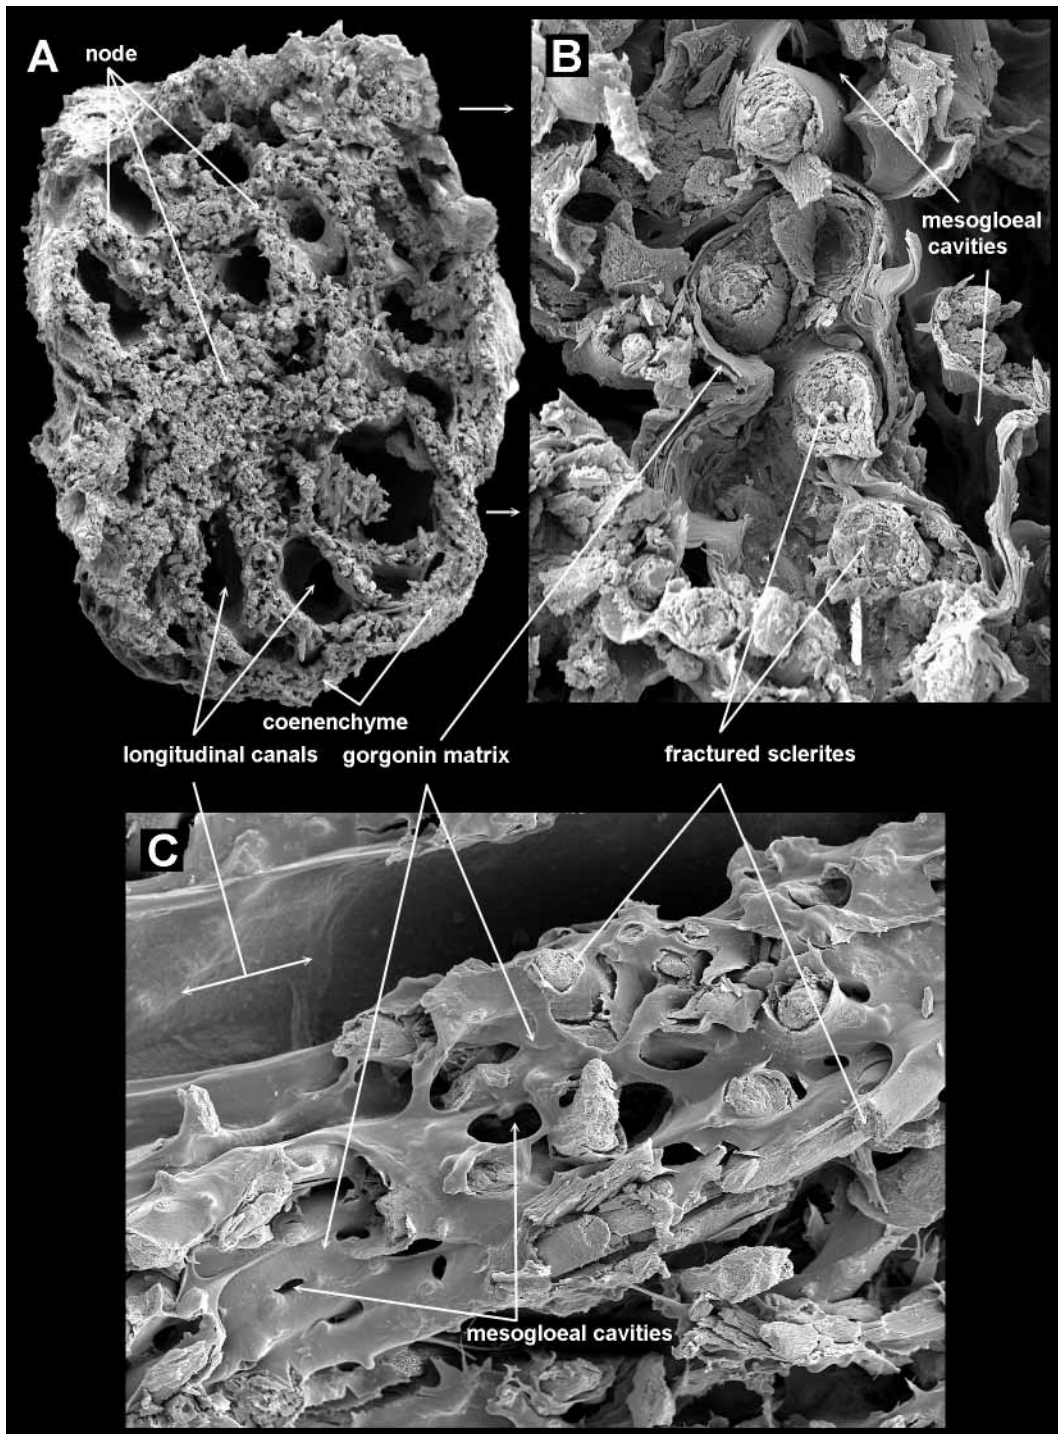 A
node
B
mesogloeal
cavities
coenenchyme
longitudinal canals
gorgonin matrix
fractured sclerites
C
mesogloeal cavities